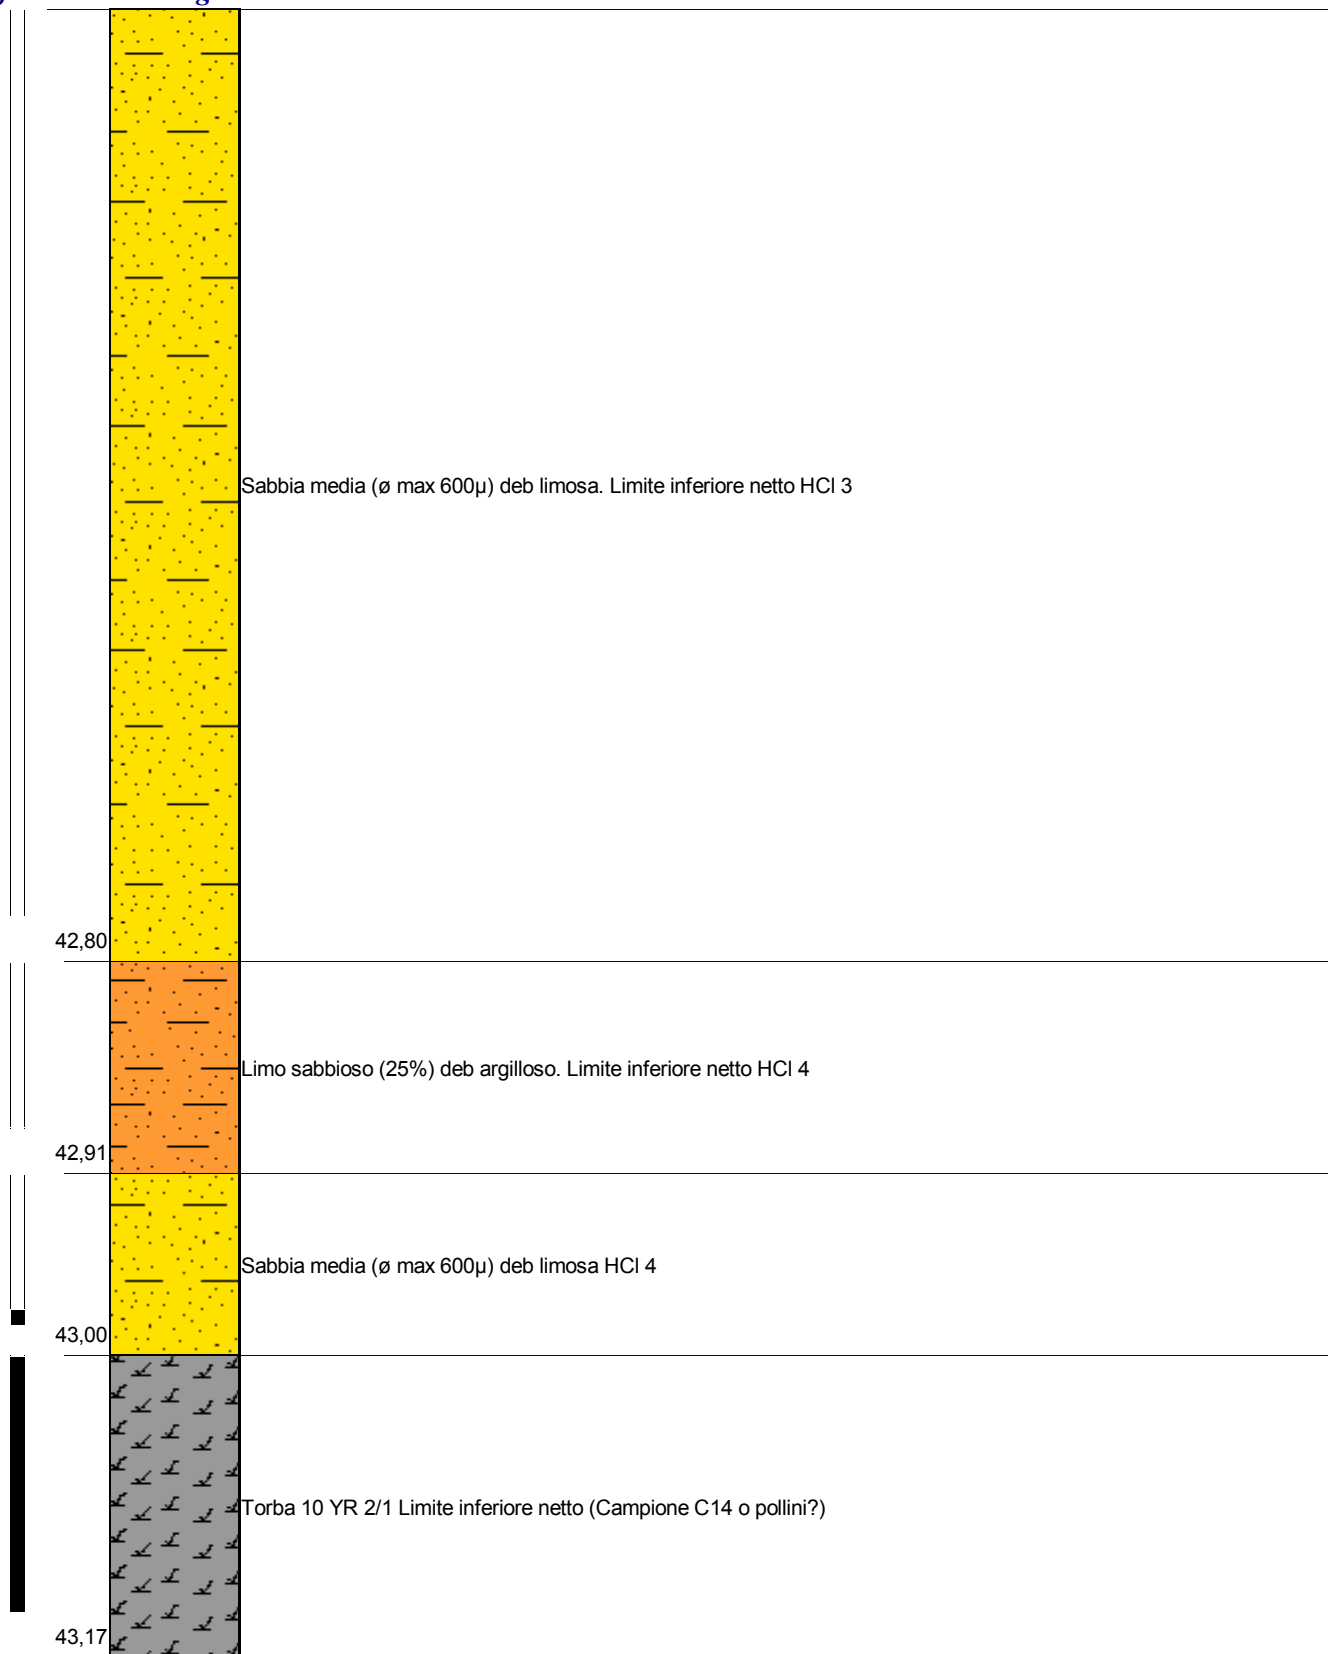 Sabbia media (ø max 600µ) deb limosa. Limite inferiore netto HCl 3
42,80
Limo sabbioso (25%) deb argilloso. Limite inferiore netto HCl 4
42,91
Sabbia media (ø max 600µ) deb limosa HCl 4
43,00
Torba 10 YR 2/1 Limite inferiore netto (Campione C14 o pollini?)
43,17